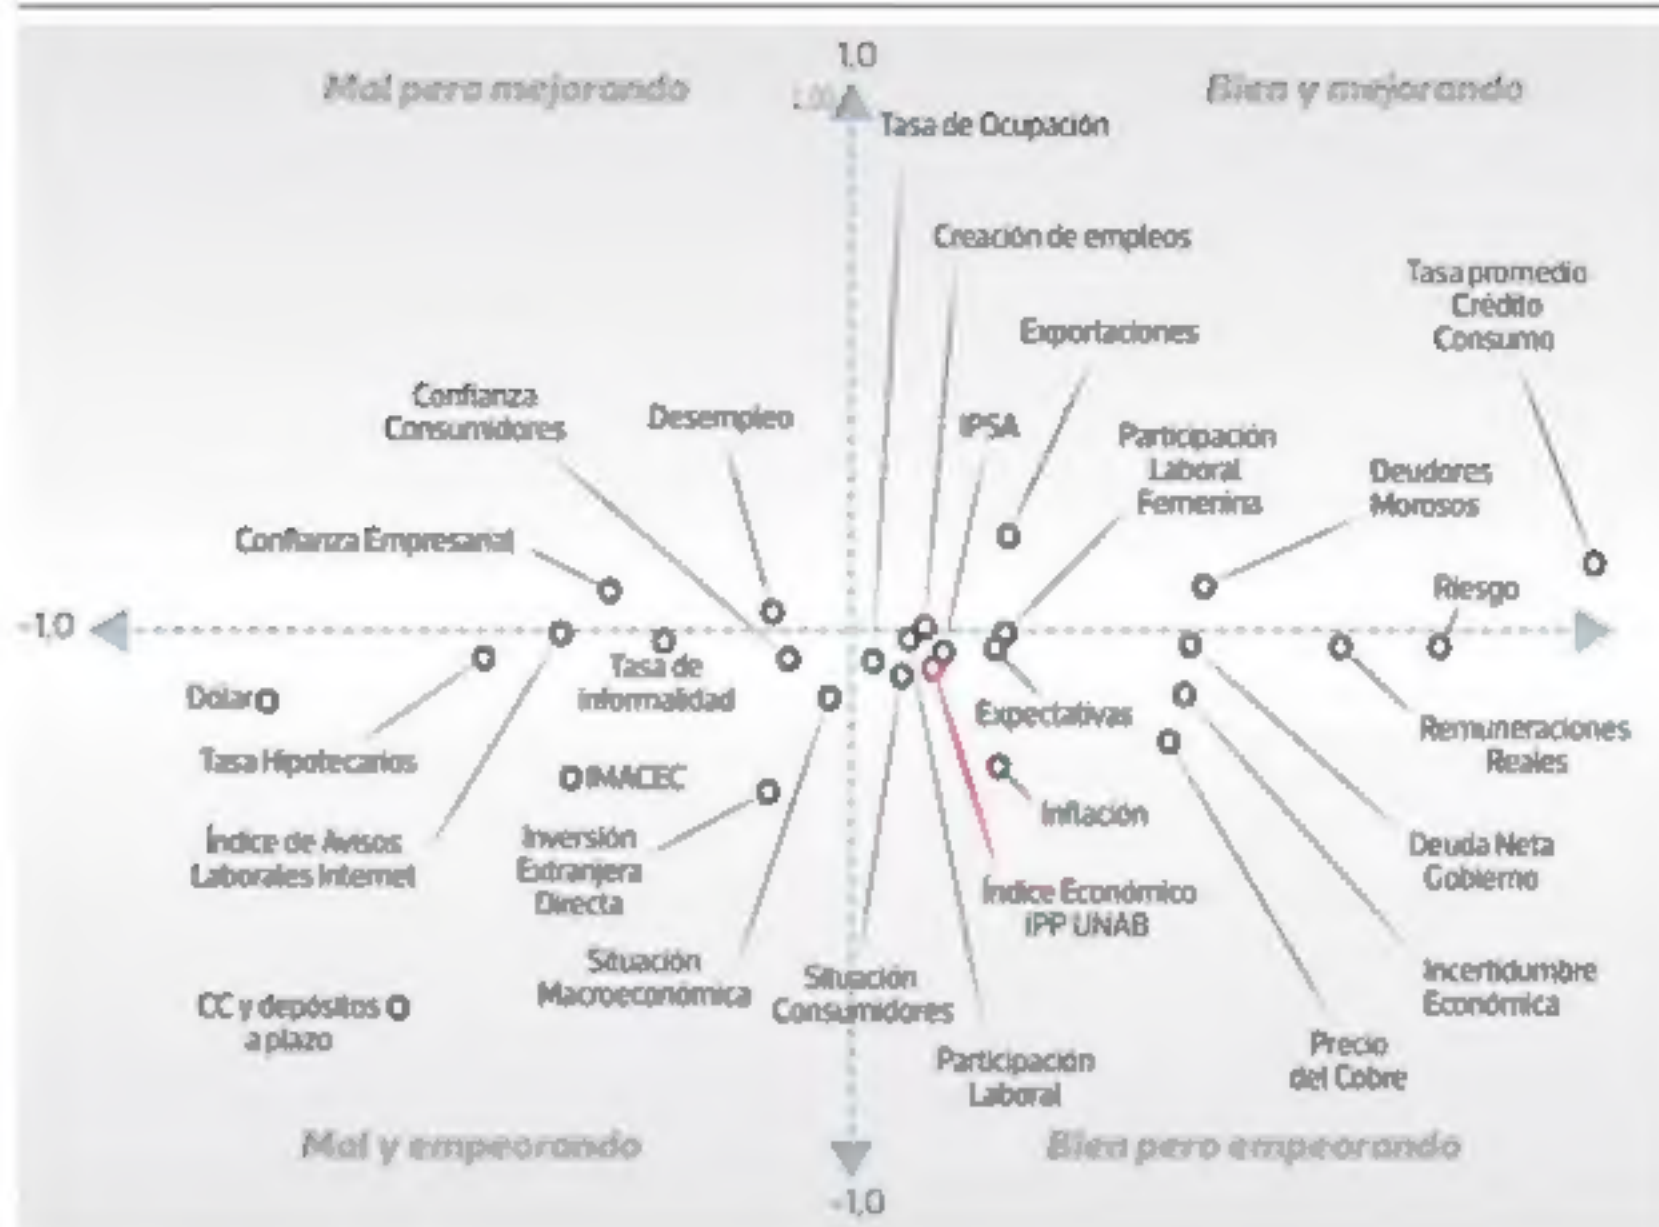 1,0
Mal pero mejorando
1,00
Bien y mejorando
Tasa de Ocupación
Creación de empleos
Tasa promedio
Crédito
Consumo
Exportaciones
Confianza
Consumidores
Desempleo
IPSA
Participación
Laboral
Femenina
Deudores
Morosos
Confianza Empresarial
Riesgo
-1,0
Tasa de
informalidad
Dolar
Expectativas
Remuneraciones
Reales
Tasa Hipotecarios
IMACEC
Inflación
Índice de Avisos
Laborales Internet
Inversión
Extranjera
Directa
Deuda Neta
Gobierno
Índice Económico
IPP UNAB
Situación
Macroeconómica
Situación
Consumidores
Incertidumbre
Económica
CC y depósitos
a plazo
Participación
Laboral
Precio
del Cobre
Mal y empeorando
Bien pero empeorando
-1,0